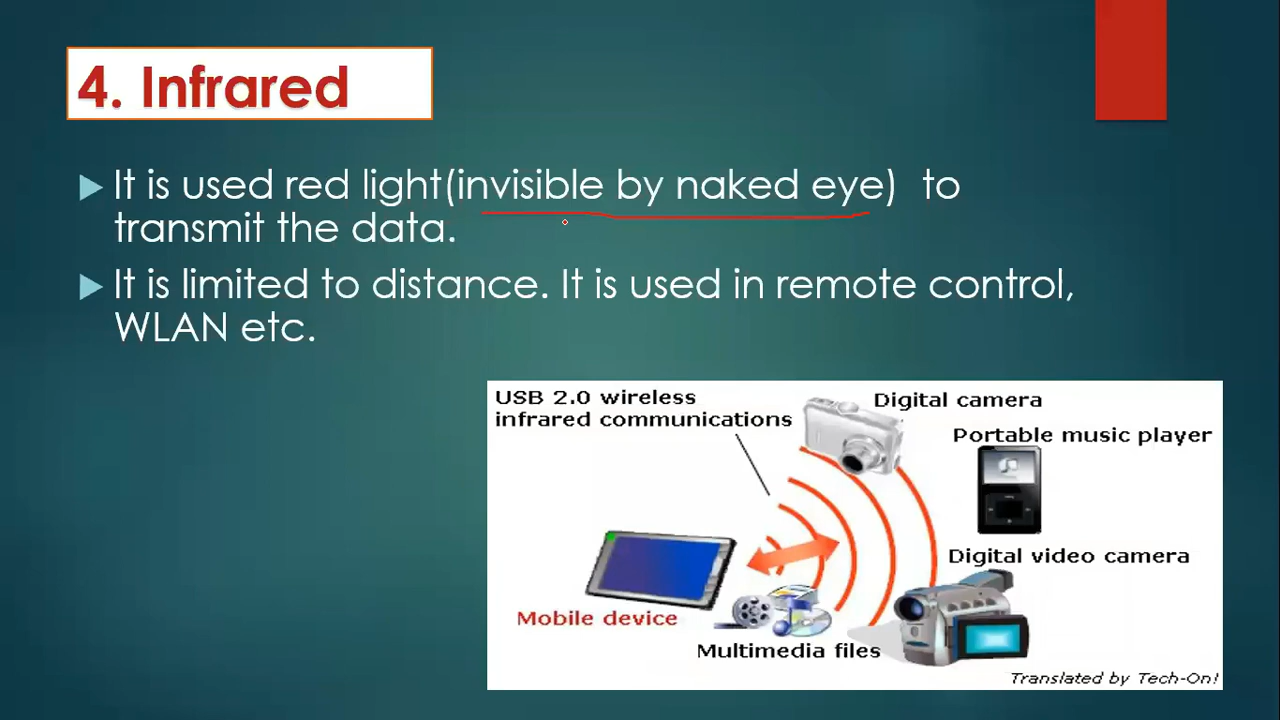 4. Infrared
It is used red light(invisible by naked eye) to
transmit the data.
It is limited to distance. It is used in remote control,
WLAN etc.
USB 2.0 wireless
infrared communications
Digital camera
Portable music player
Digital video camera
Mobile device
Multimedia files
Translated by Tech-On!